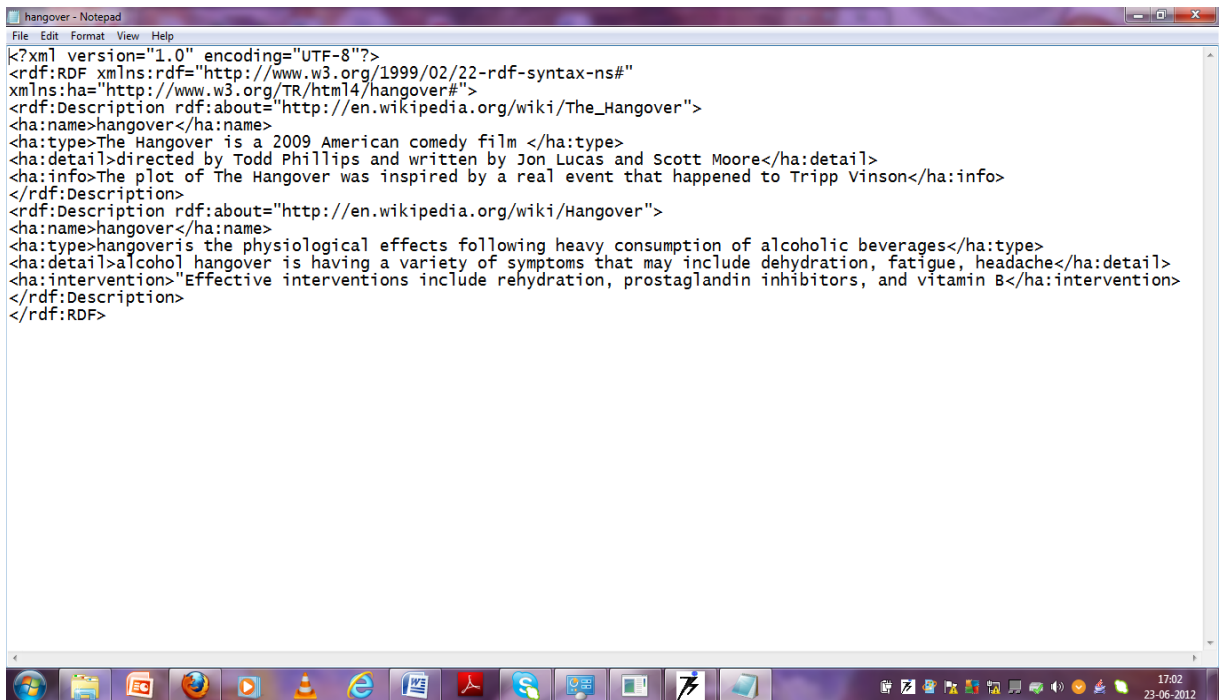 hangover - Notepad
File Edit Format View Help
<?xml version="1.0" encoding="UTF-8"?>
<rdf:RDF xmlns:rdf="http://www.w3.org/1999/02/22-rdf-syntax-ns#"
xmlns:ha="http://www.w3.org/TR/html4/hangover#">
<rdf:Description rdf:about="http://en.wikipedia.org/wiki/The_Hangover">
<ha:name>hangover</ha:name>
<ha:type>The Hangover is a 2009 American comedy film </ha:type>
<ha:detail>directed by Todd Phillips and written by Jon Lucas and Scott Moore</ha:detail>
<ha:info>The plot of The Hangover was inspired by a real event that happened to Tripp Vinson</ha:info>
</rdf:Description>
<rdf:Description rdf:about="http://en.wikipedia.org/wiki/Hangover">
<ha:name>hangover</ha:name>
<ha:type>hangoveris the physiological effects following heavy consumption of alcoholic beverages</ha:type>
<ha:detail>alcohol hangover is having a variety of symptoms that may include dehydration, fatigue, headache</ha:detail>
<ha:intervention>"Effective interventions include rehydration, prostaglandin inhibitors, and vitamin B</ha:intervention>
</rdf:Description>
</rdf:RDF>
17:02
23-06-2012